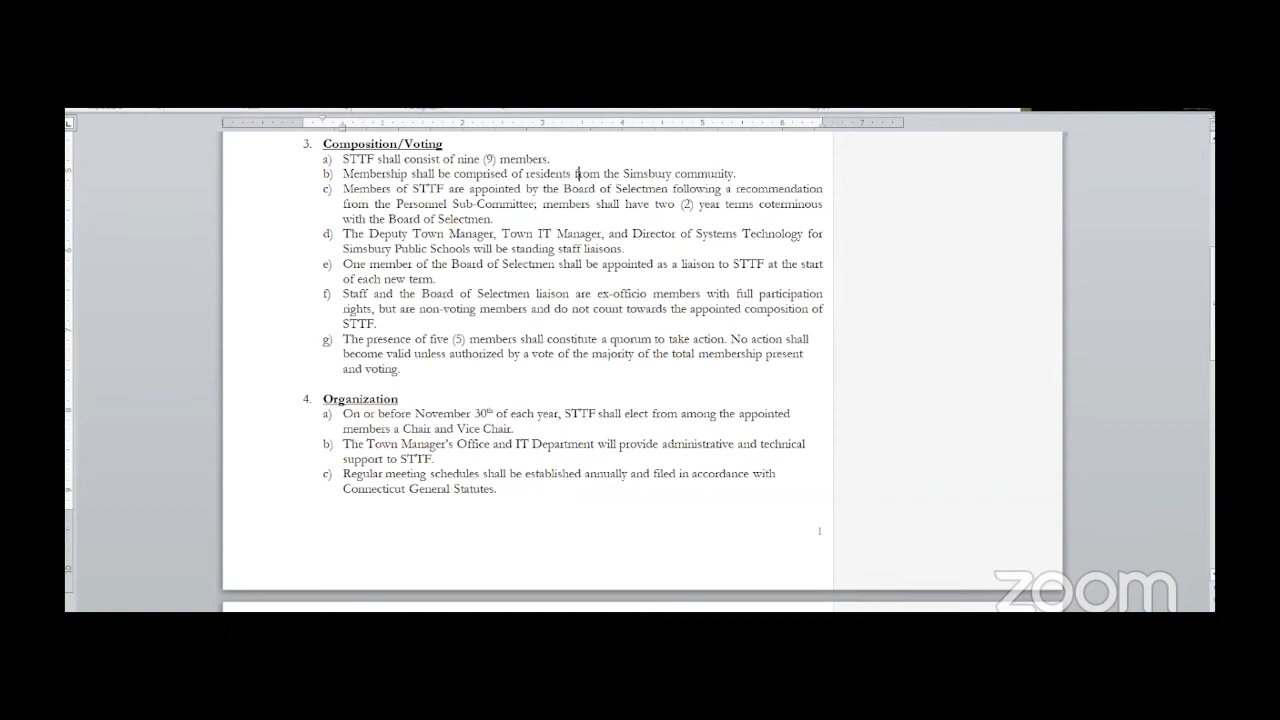 3. Composition/Voting
a) STTF shall consist of nine (9) members.
b) Membership shall be comprised of residents from the Simsbury community.
c) Members of STTF are appointed by the Board of Selectmen following a recommendation
from the Personnel Sub-Committee; members shall have two (2) year terms coterminous
with the Board of Selectmen.
d) The Deputy Town Manager, Town IT Manager, and Director of Systems Technology for
Simsbury Public Schools will be standing staff liaisons.
e) One member of the Board of Selectmen shall be appointed as a liaison to STTF at the start
of each new term.
f) Staff and the Board of Selectmen liaison are ex-officio members with full participation
rights, but are non-voting members and do not count towards the appointed composition of
STTF.
g) The presence of five (5) members shall constitute a quorum to take action. No action shall
become valid unless authorized by a vote of the majority of the total membership present
and voting.
4. Organization
a) On or before November 30th of each year, STTF shall elect from among the appointed
members a Chair and Vice Chair.
b) The Town Manager's Office and IT Department will provide administrative and technical
support to STTF.
c) Regular meeting schedules shall be established annually and filed in accordance with
Connecticut General Statutes.
1
zoom